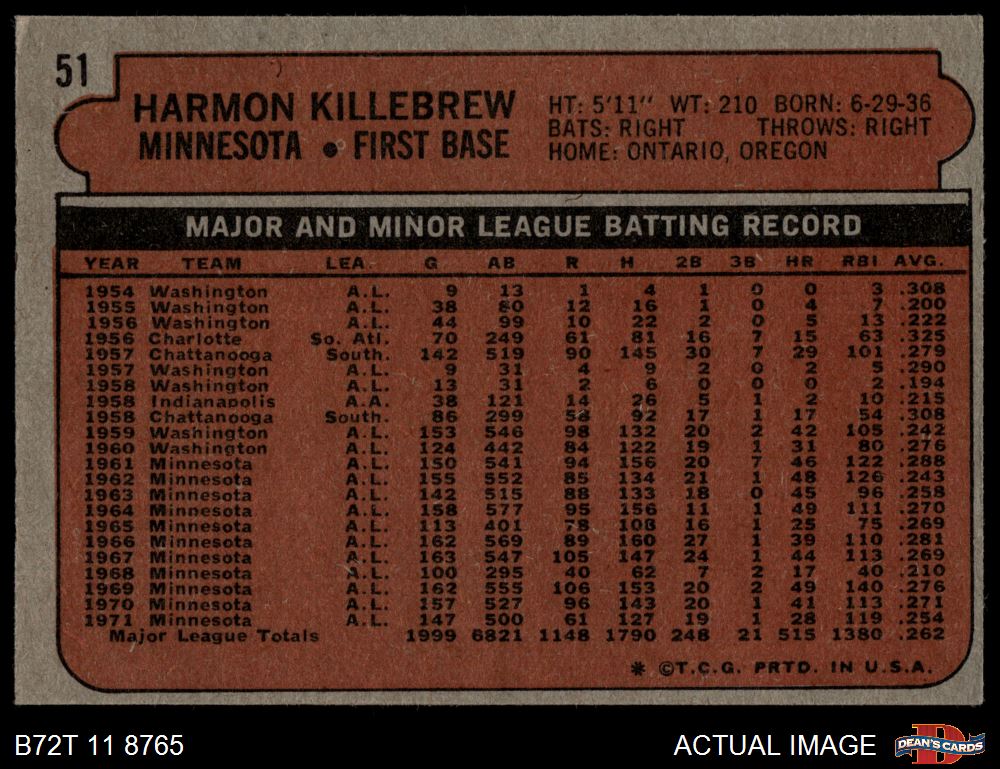 51
HARMON KILLEBREW
MINNESOTA • FIRST BASE
HT: 5'11" WT: 210 BORN: 6-29-36
BATS: RIGHT THROWS: RIGHT
HOME: ONTARIO, OREGON
MAJOR AND MINOR LEAGUE BATTING RECORD
YEAR TEAM LEA G AB R H 2B 3B HR RBI AVG.
1954 Washington A.L. 9 13 1 4 1 0 0 3 .308
1955 Washington A.L. 38 80 12 16 1 0 4 7 .200
1956 Washington A.L. 44 99 10 22 2 0 5 13 .222
1956 Charlotte So. Atl. 70 249 61 81 16 7 15 63 .325
1957 Chattanooga South. 142 519 90 145 30 7 29 101 .279
1957 Washington A.L. 9 31 4 9 2 0 2 5 .290
1958 Washington A.L. 13 31 2 6 0 0 0 2 .194
1958 Indianapolis A.A. 38 121 14 26 5 1 2 10 .215
1958 Chattanooga South. 86 299 58 92 17 1 17 54 .308
1959 Washington A.L. 153 546 98 132 20 2 42 105 .242
1960 Washington A.L. 124 442 84 122 19 1 31 80 .276
1961 Minnesota A.L. 150 541 94 156 20 7 46 122 .288
1962 Minnesota A.L. 155 552 85 134 21 1 48 126 .243
1963 Minnesota A.L. 142 515 88 133 18 0 45 96 .258
1964 Minnesota A.L. 158 577 95 156 11 1 49 111 .270
1965 Minnesota A.L. 113 401 78 108 16 1 25 75 .269
1966 Minnesota A.L. 162 569 89 160 27 1 39 110 .281
1967 Minnesota A.L. 163 547 105 147 24 1 44 113 .269
1968 Minnesota A.L. 100 295 40 62 7 2 17 40 .210
1969 Minnesota A.L. 162 555 106 153 20 2 49 140 .276
1970 Minnesota A.L. 157 527 96 143 20 1 41 113 .271
1971 Minnesota A.L. 147 500 61 127 19 1 28 119 .254
Major League Totals 1999 6821 1148 1790 248 21 515 1380 .262
* ©T.C.G. PRTD. IN U.S.A.
B72T 11 8765
ACTUAL IMAGE
D
DEAN'S CARDS